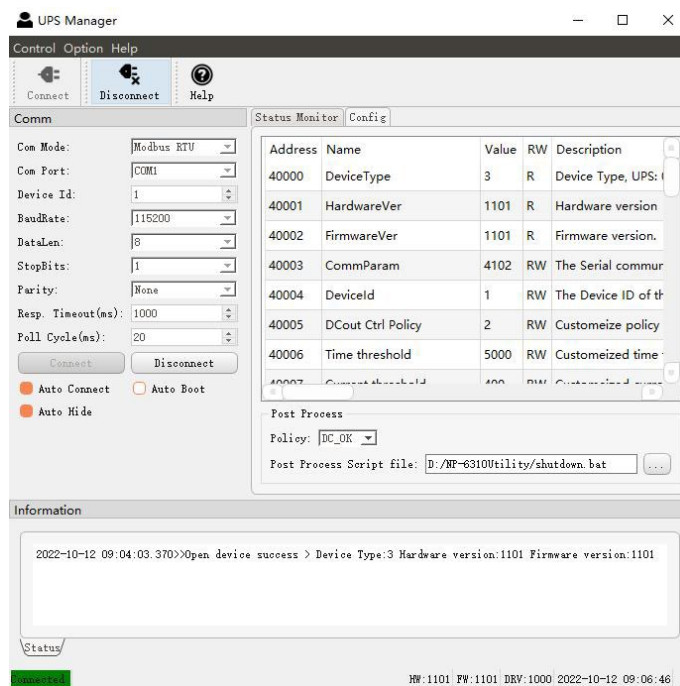 UPS Manager
Control Option Help
Connect Disconnect Help
Comm
Com Mode: Modbus RTU
Com Port: COM1
Device Id: 1
BaudRate: 115200
DataLen: 8
StopBits: 1
Parity: None
Resp. Timeout(ms): 1000
Poll Cycle(ms): 20
Connect Disconnect
Auto Connect Auto Boot
Auto Hide
Status Monitor Config
Address Name Value RW Description
40000 DeviceType 3 R Device Type, UPS:
40001 HardwareVer 1101 R Hardware version
40002 FirmwareVer 1101 R Firmware version.
40003 CommParam 4102 RW The Serial commun
40004 DeviceId 1 RW The Device ID of th
40005 DCout Ctrl Policy 2 RW Customeize policy
40006 Time threshold 5000 RW Customeized time
40007 Current threshold 400 RW
Post Process
Policy: DC_OK
Post Process Script file: D:/NP-6310Utility/shutdown.bat ...
Information
2022-10-12 09:04:03.370>>Open device success > Device Type:3 Hardware version:1101 Firmware version:1101
Status
Connected HW:1101 FW:1101 DRV:1000 2022-10-12 09:06:46